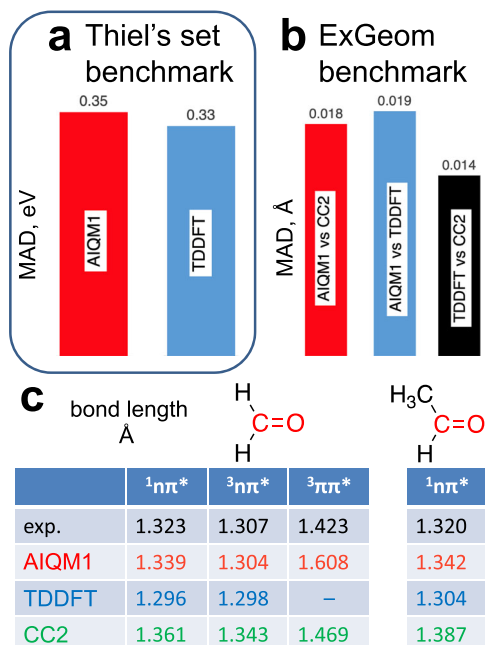 a Thiel's set
benchmark
0.35
0.33
MAD, eV
AIQM1
TDDFT
b ExGeom
benchmark
0.018
0.019
0.014
MAD, Å
AIQM1 vs CC2
AIQM1 vs TDDFT
TDDFT vs CC2
c
bond length
Å
H
C=O
H
H₃C
C=O
H
¹nπ* ³nπ* ³ππ* ¹nπ*
exp. 1.323 1.307 1.423 1.320
AIQM1 1.339 1.304 1.608 1.342
TDDFT 1.296 1.298 – 1.304
CC2 1.361 1.343 1.469 1.387